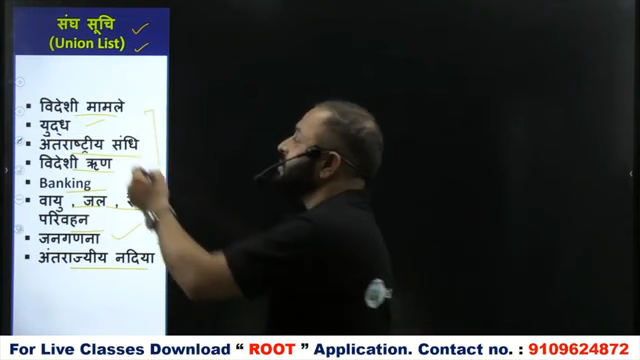 संघ सूचि
(Union List)
▪ विदेशी मामले
▪ युद्ध
▪ अतराष्ट्रीय संधि
▪ विदेशी ऋण
▪ Banking
▪ वायु , जल ,
परिवहन
▪ जनगणना
▪ अंतराज्यीय नदिया
For Live Classes Download “ ROOT ” Application. Contact no. : 9109624872